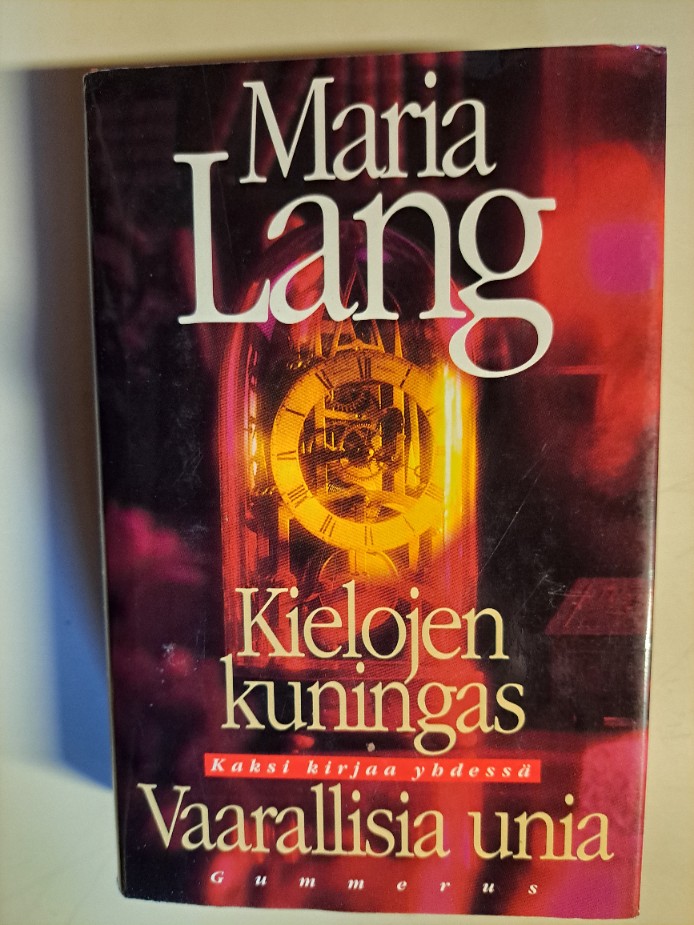 Maria
Lang
Kielojen
kuningas
Kaksi kirjaa yhdessä
Vaarallisia unia
Gummerus